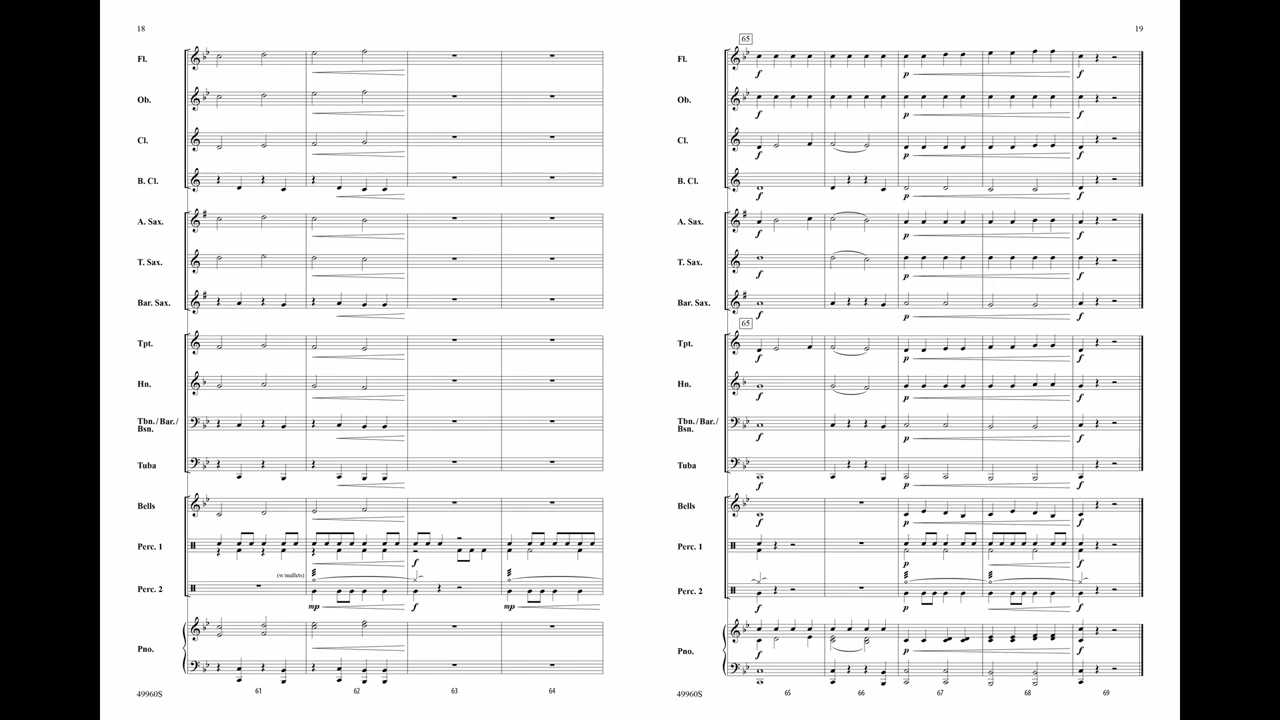 18
Fl.
Ob.
Cl.
B. Cl.
A. Sax.
T. Sax.
Bar. Sax.
Tpt.
Hn.
Tbn. / Bar. /
Bsn.
Tuba
Bells
Perc. 1
f
(w/mallets)
Perc. 2
mp f mp
Pno.
49960S 61 62 63 64
19
65
Fl.
f p f
Ob.
f p f
Cl.
f p f
B. Cl.
f p f
A. Sax.
f p f
T. Sax.
f p f
Bar. Sax.
f p f
65
Tpt.
f p f
Hn.
f p f
Tbn. / Bar. /
Bsn.
f p f
Tuba
f p f
Bells
f p f
Perc. 1
f p f
Perc. 2
f p f
Pno.
f p f
49960S 65 66 67 68 69